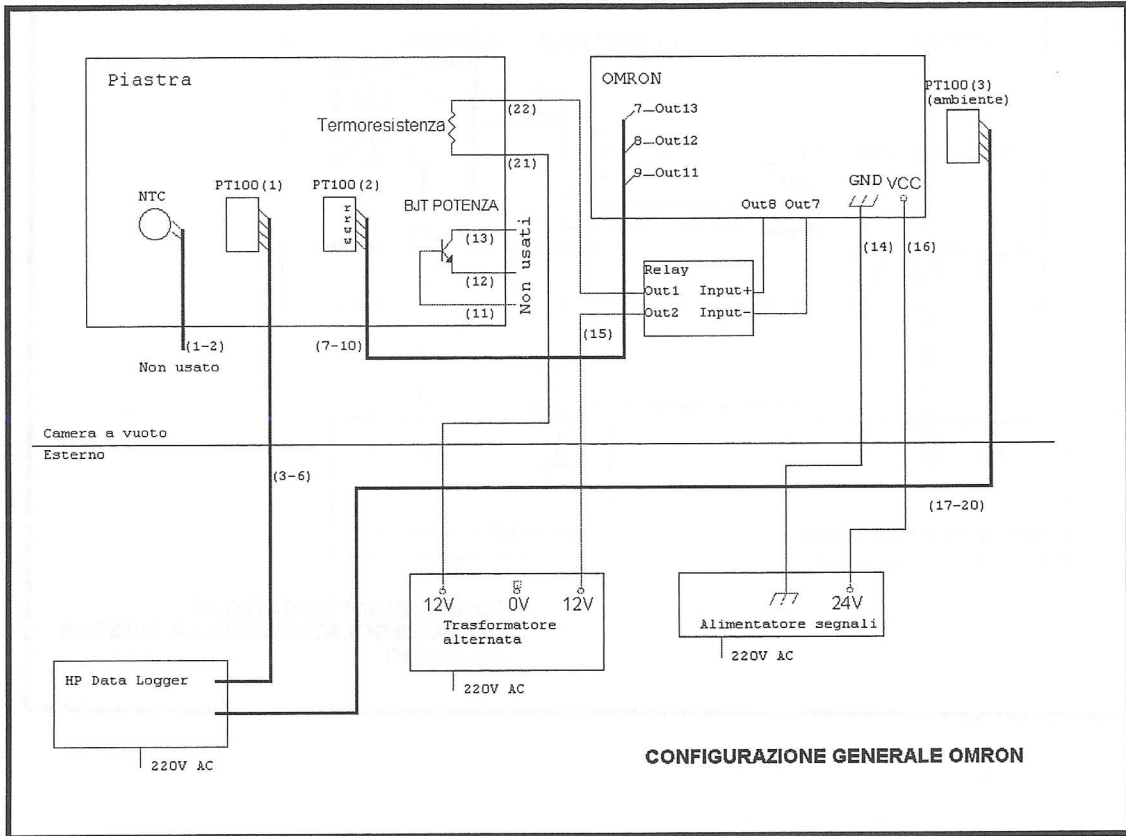 Piastra
Termoresistenza
(22)
(21)
NTC
PT100(1)
PT100(2)
BJT POTENZA
(13)
(12)
(11)
Non usati
(1-2)
Non usato
(7-10)
OMRON
7 Out13
8 Out12
9 Out11
Out8 Out7
GND
VCC
PT100(3)
(ambiente)
(14)
(16)
Relay
Out1 Input+
Out2 Input-
(15)
Camera a vuoto
Esterno
(3-6)
(17-20)
12V
0V
12V
Trasformatore
alternata
220V AC
24V
Alimentatore segnali
220V AC
HP Data Logger
220V AC
CONFIGURAZIONE GENERALE OMRON